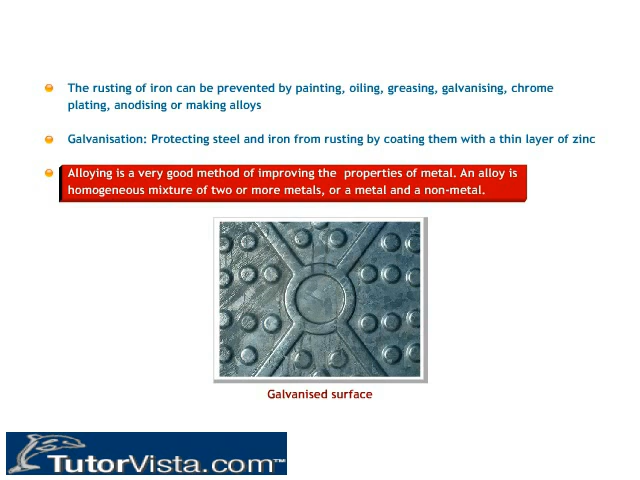 The rusting of iron can be prevented by painting, oiling, greasing, galvanising, chrome
plating, anodising or making alloys
Galvanisation: Protecting steel and iron from rusting by coating them with a thin layer of zinc
Alloying is a very good method of improving the properties of metal. An alloy is
homogeneous mixture of two or more metals, or a metal and a non-metal.
Galvanised surface
TutorVista.com™